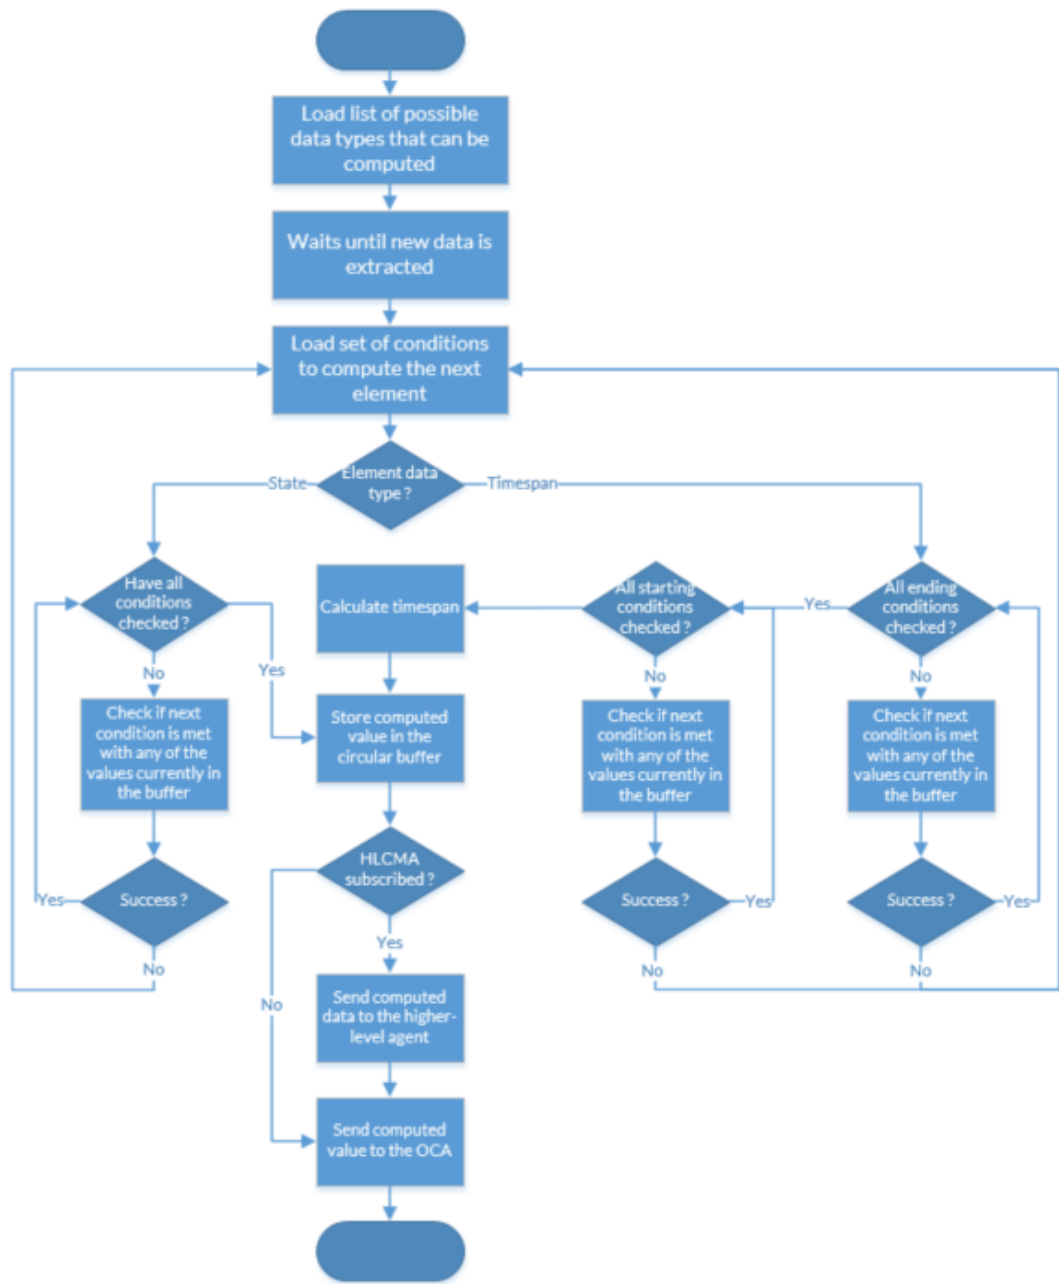 Load list of possible
data types that can be
computed
Waits until new data is
extracted
Load set of conditions
to compute the next
element
Element data
type ?
State
Timespan
Have all
conditions
checked ?
Calculate timespan
All starting
conditions
checked ?
Yes
All ending
conditions
checked ?
No
Yes
No
No
Check if next
condition is met
with any of the
values currently in
the buffer
Store computed
value in the
circular buffer
Check if next
condition is met
with any of the
values currently in
the buffer
Check if next
condition is met
with any of the
values currently in
the buffer
HLCMA
subscribed ?
Yes
Success ?
Success ?
Yes
Success ?
Yes
No
Yes
No
No
No
Send computed
data to the higher-
level agent
Send computed
value to the OCA